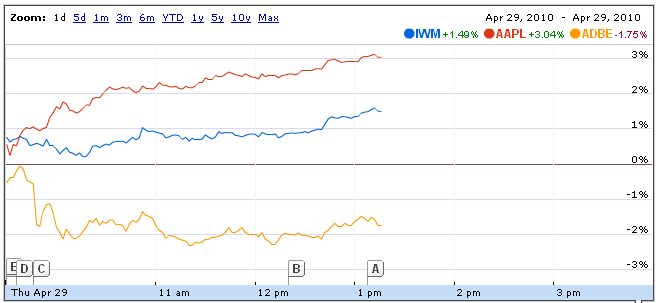 Zoom: 1d 5d 1m 3m 6m YTD 1y 5y 10y Max Apr 29, 2010 - Apr 29, 2010
IWM +1.49% AAPL +3.04% ADBE -1.75%
3%
2%
1%
0%
-1%
-2%
-3%
E D C B A
Thu Apr 29 11 am 12 pm 1 pm 2 pm 3 pm